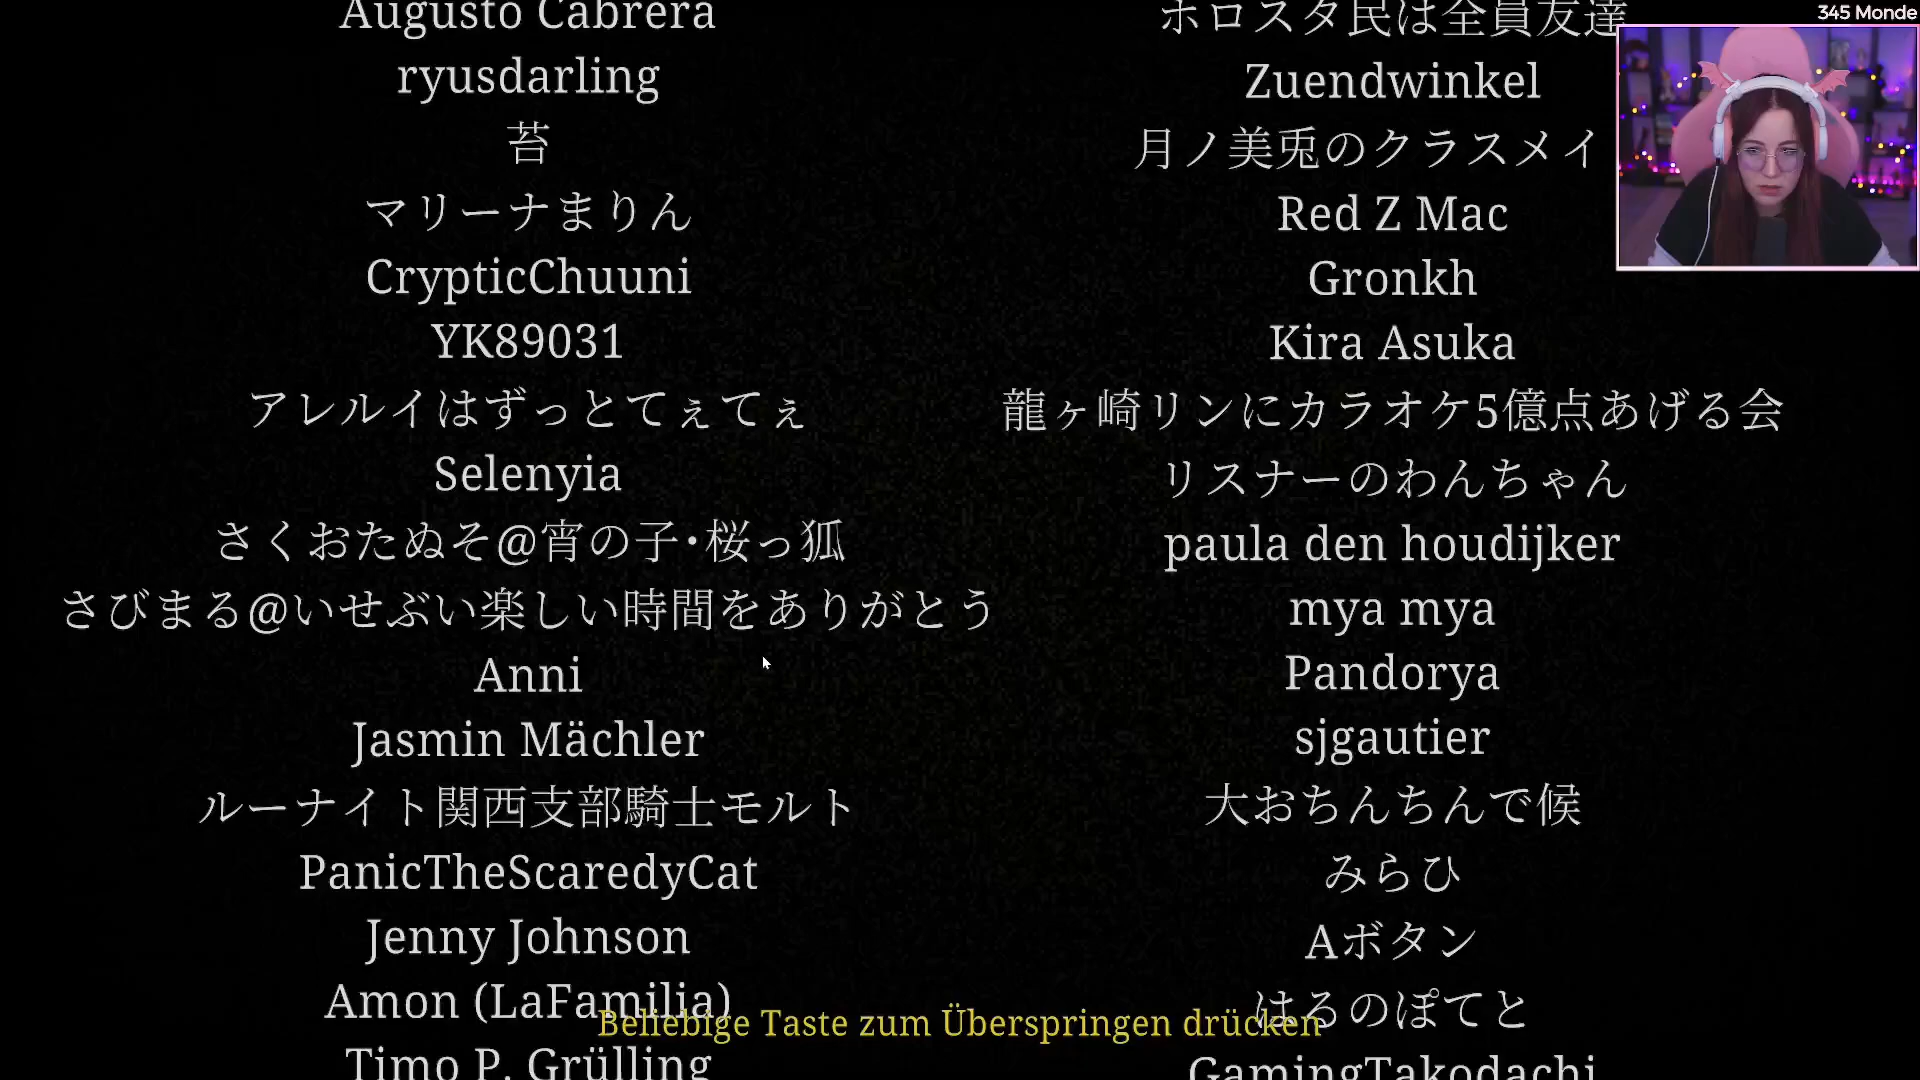 345 Monde
Augusto Cabrera
ryusdarling
苔
マリーナまりん
CrypticChuuni
YK89031
アレルイはずっとてぇてぇ
Selenyia
さくおたぬそ@宵の子･桜っ狐
さびまる@いせぶい楽しい時間をありがとう
Anni
Jasmin Mächler
ルーナイト関西支部騎士モルト
PanicTheScaredyCat
Jenny Johnson
Amon (LaFamilia)
Timo P. Grülling
ホロスタ民は全員友達
Zuendwinkel
月ノ美兎のクラスメイ
Red Z Mac
Gronkh
Kira Asuka
龍ヶ崎リンにカラオケ5億点あげる会
リスナーのわんちゃん
paula den houdijker
mya mya
Pandorya
sjgautier
大おちんちんで候
みらひ
Aボタン
はるのぽてと
GamingTakodachi
Beliebige Taste zum Überspringen drücken